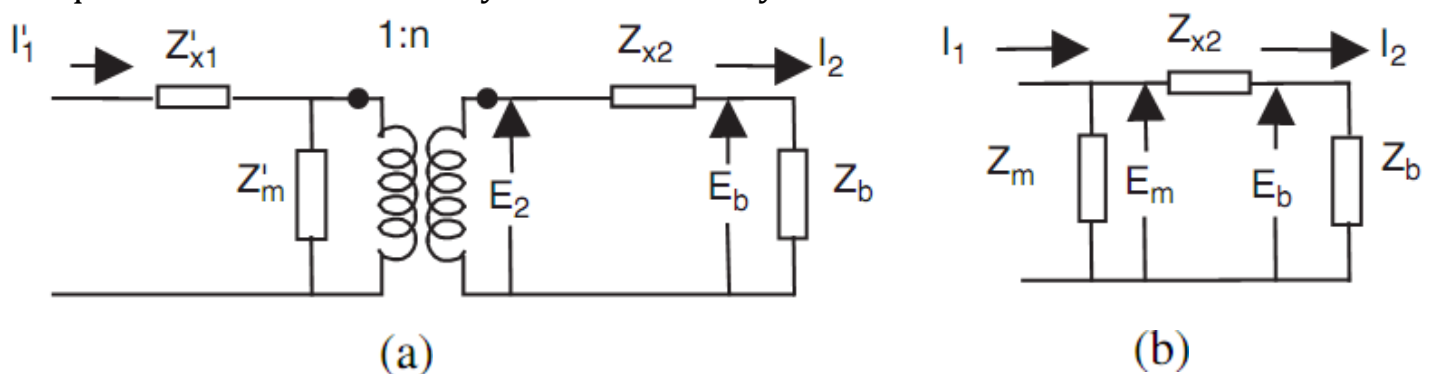 I'1 Z'x1 1:n Zx2 I2
Z'm E2 Eb Zb
(a)
I1 Zx2 I2
Zm Em Eb Zb
(b)